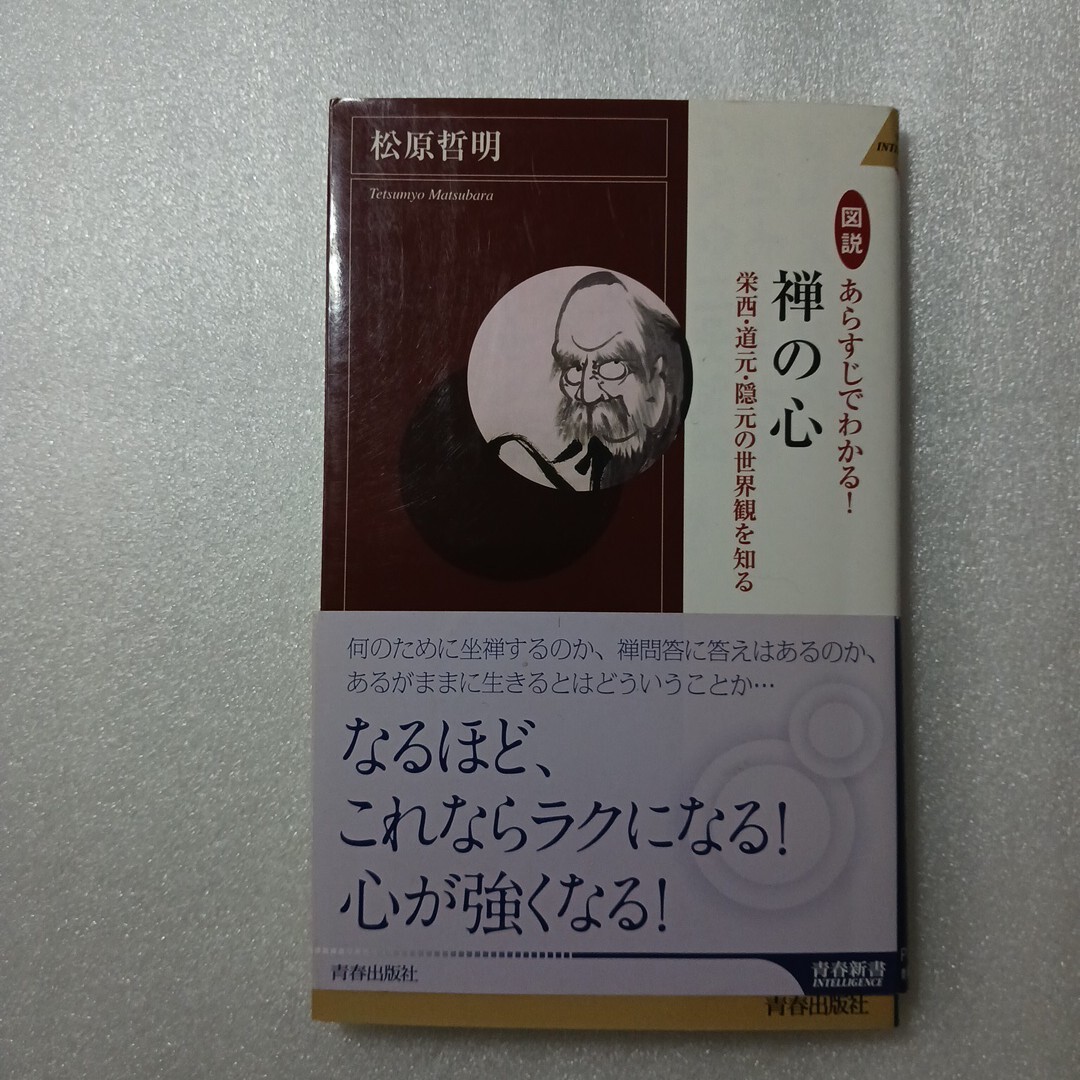 松原哲明
Tetsumyo Matsubara
図説
あらすじでわかる!
禅の心
栄西・道元・隠元の世界観を知る
何のために坐禅するのか、禅問答に答えはあるのか、
あるがままに生きるとはどういうことか…
なるほど、
これならラクになる!
心が強くなる!
青春出版社
青春新書
INTELLIGENCE
青春出版社